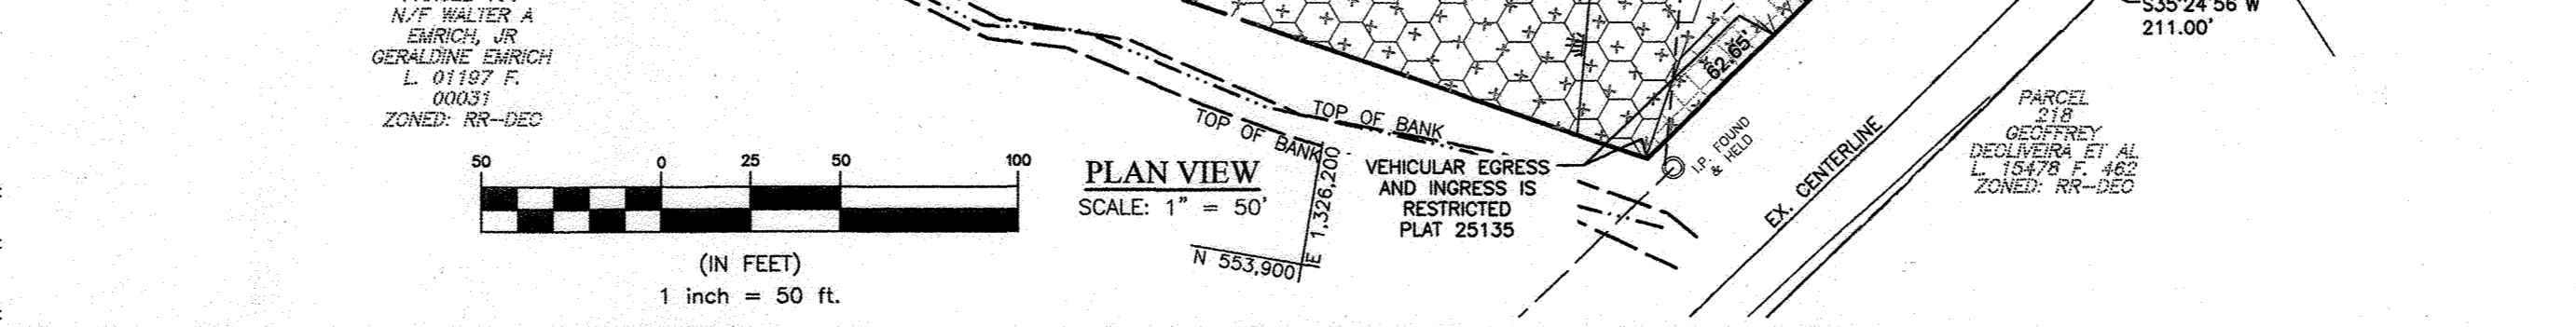 N/F WALTER A
EMRICH, JR
GERALDINE EMRICH
L. 01197 F.
00031
ZONED: RR-DEO
50 0 25 50 100
(IN FEET)
1 inch = 50 ft.
PLAN VIEW
SCALE: 1" = 50'
TOP OF BANK
TOP OF BANK
N 553,900
E 1,326,200
VEHICULAR EGRESS
AND INGRESS IS
RESTRICTED
PLAT 25135
62.65'
I.P. FOUND
& HELD
EX. CENTERLINE
S35°24'56"W
211.00'
PARCEL
218
GEOFFREY
DEOLIVEIRA ET AL
L. 15478 F. 462
ZONED: RR-DEO